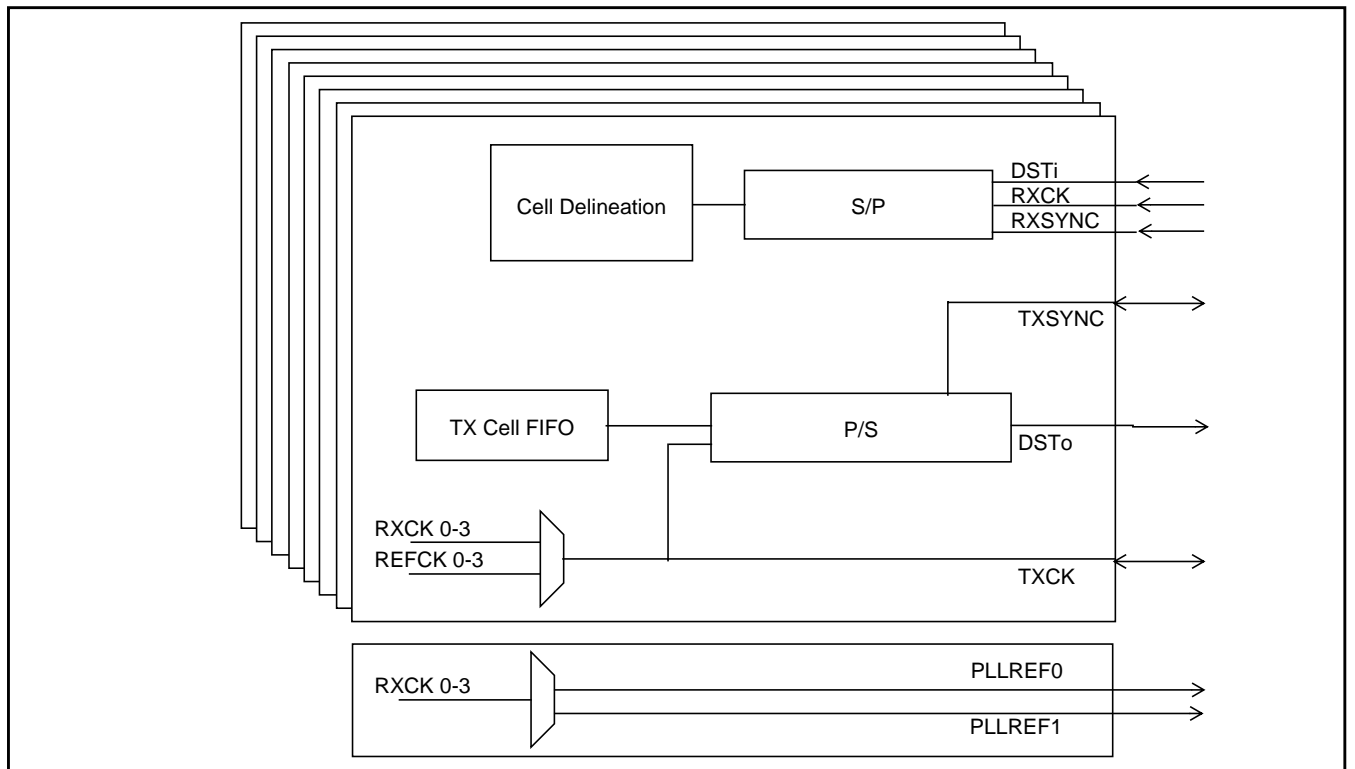 DSTi
RXCK
Cell Delineation
S/P
RXSYNC
TXSYNC
TX Cell FIFO
P/S
DSTo
RXCK 0-3
REFCK 0-3
TXCK
PLLREF0
RXCK 0-3
PLLREF1